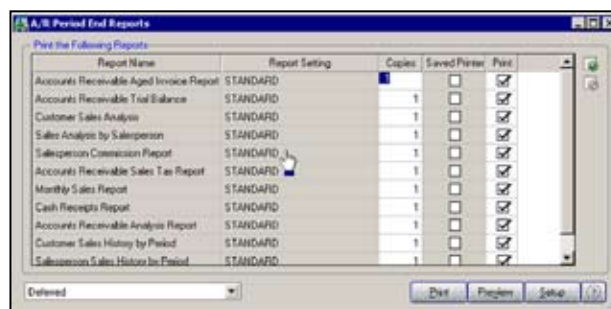 A/R Period End Reports
Print the Following Reports
Report Name Report Setting Copies Saved Printer Print
Accounts Receivable Aged Invoice Report STANDARD 1
Accounts Receivable Trial Balance STANDARD 1
Customer Sales Analysis STANDARD 1
Sales Analysis by Salesperson STANDARD 1
Salesperson Commission Report STANDARD 1
Accounts Receivable Sales Tax Report STANDARD 1
Monthly Sales Report STANDARD 1
Cash Receipts Report STANDARD 1
Accounts Receivable Analysis Report STANDARD 1
Customer Sales History by Period STANDARD 1
Salesperson Sales History by Period STANDARD 1
Deferred Print Preview Setup